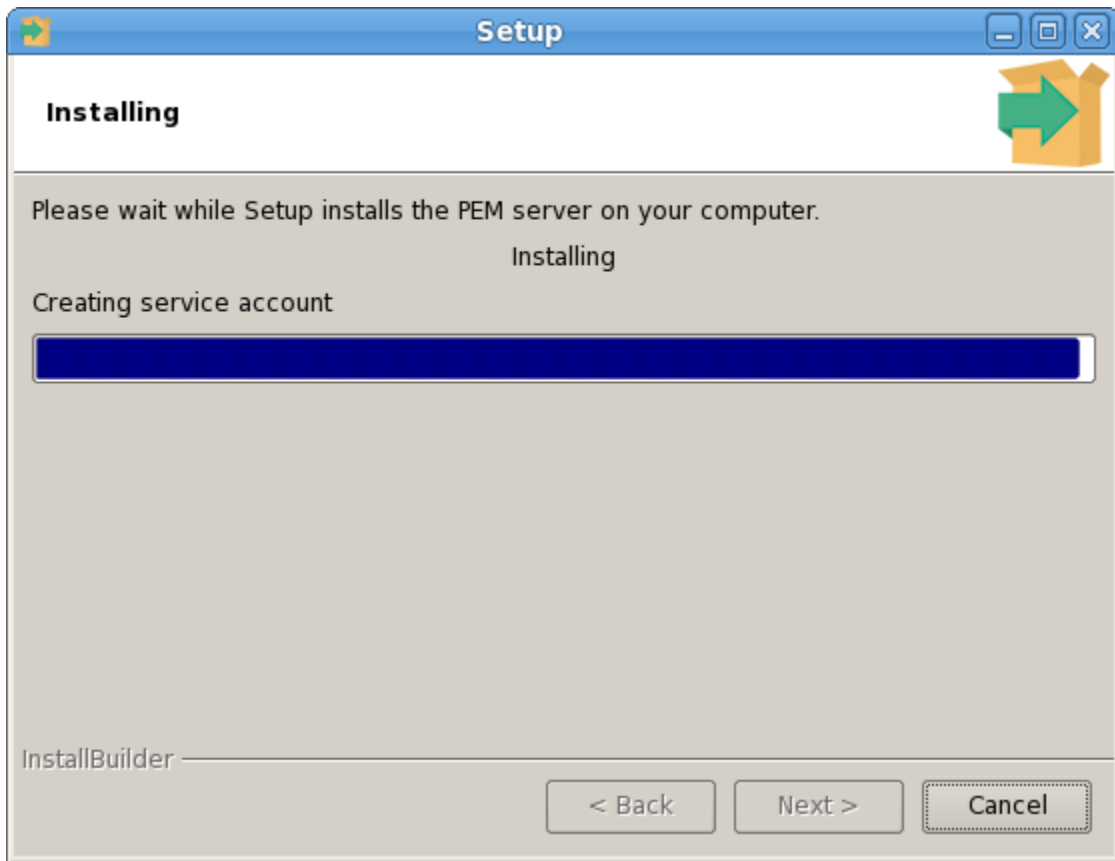 Setup
Installing
Please wait while Setup installs the PEM server on your computer.
Installing
Creating service account
InstallBuilder
< Back
Next >
Cancel